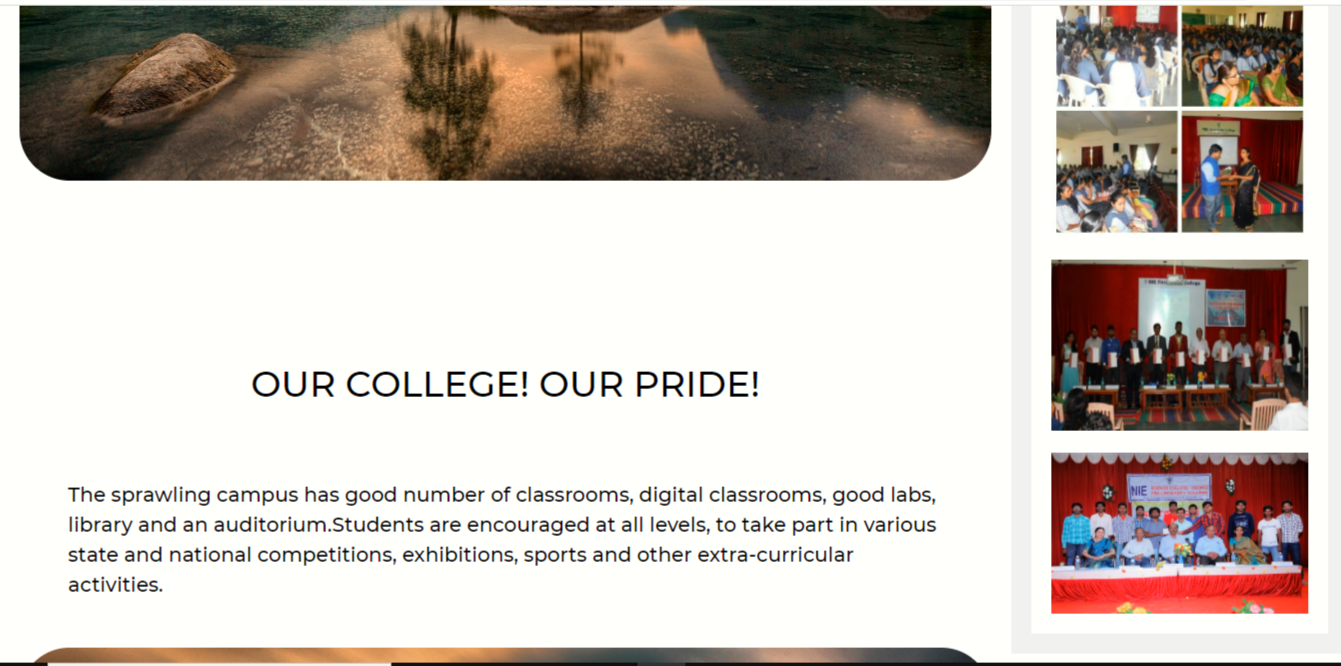 OUR COLLEGE! OUR PRIDE!
The sprawling campus has good number of classrooms, digital classrooms, good labs,
library and an auditorium.Students are encouraged at all levels, to take part in various
state and national competitions, exhibitions, sports and other extra-curricular
activities.
NIE